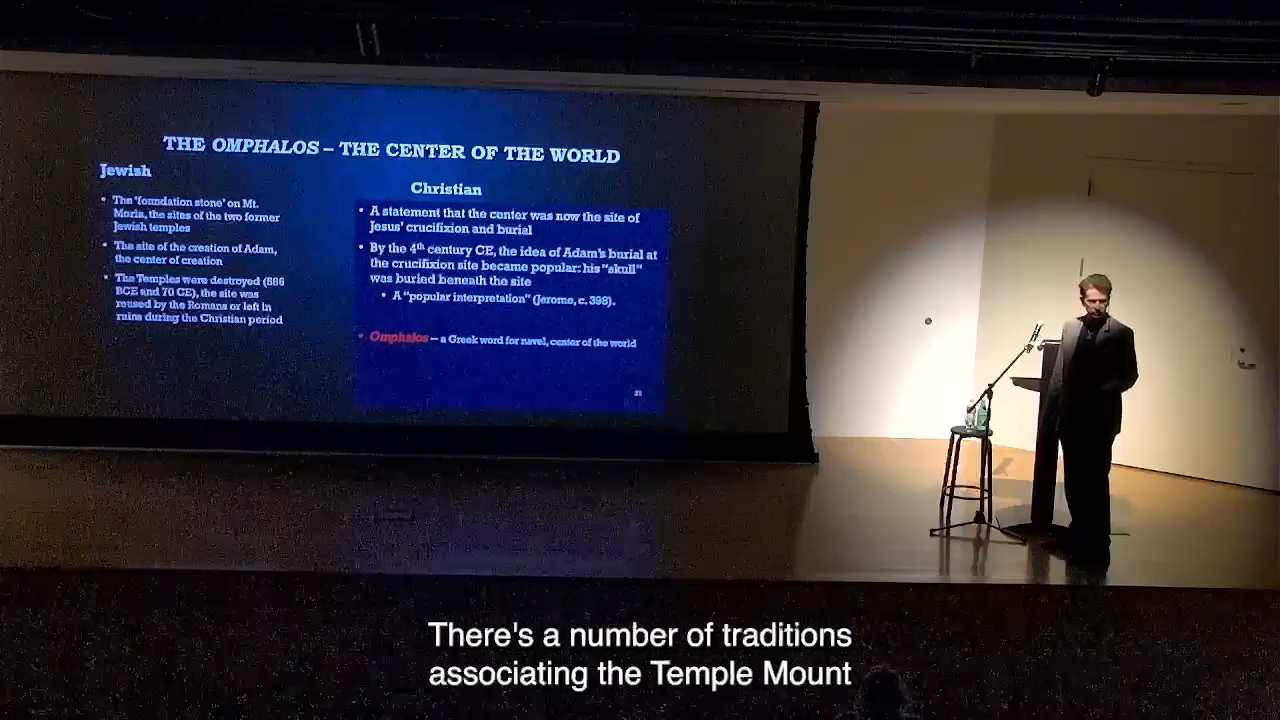 THE OMPHALOS – THE CENTER OF THE WORLD
Jewish
• The 'foundation stone' on Mt.
Moria, the sites of the two former
Jewish temples
• The site of the creation of Adam,
the center of creation
• The Temples were destroyed (586
BCE and 70 CE), the site was
reused by the Romans or left in
ruins during the Christian period
Christian
• A statement that the center was now the site of
Jesus' crucifixion and burial
• By the 4th century CE, the idea of Adam's burial at
the crucifixion site became popular: his "skull"
was buried beneath the site
• A "popular interpretation" (Jerome, c. 398).
• Omphalos – a Greek word for navel, center of the world
There's a number of traditions
associating the Temple Mount